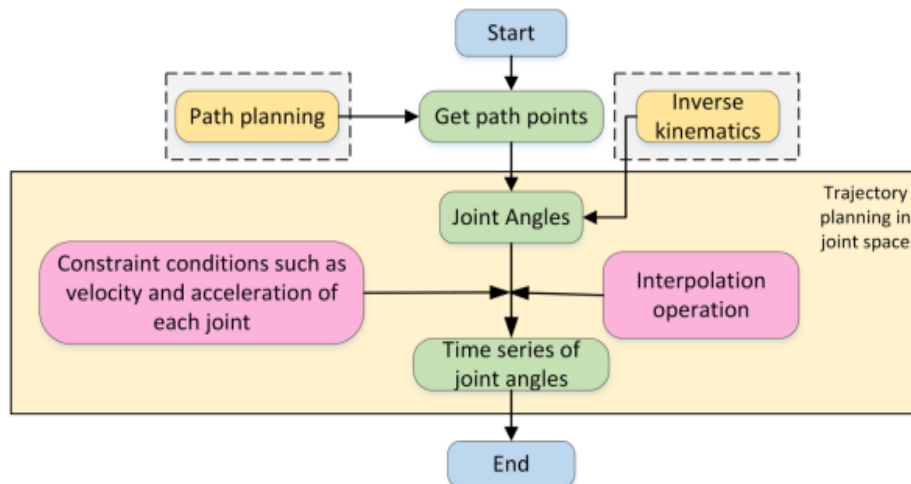 Start
Path planning
Get path points
Inverse
kinematics
Joint Angles
Trajectory
planning in
joint space
Constraint conditions such as
velocity and acceleration of
each joint
Interpolation
operation
Time series of
joint angles
End